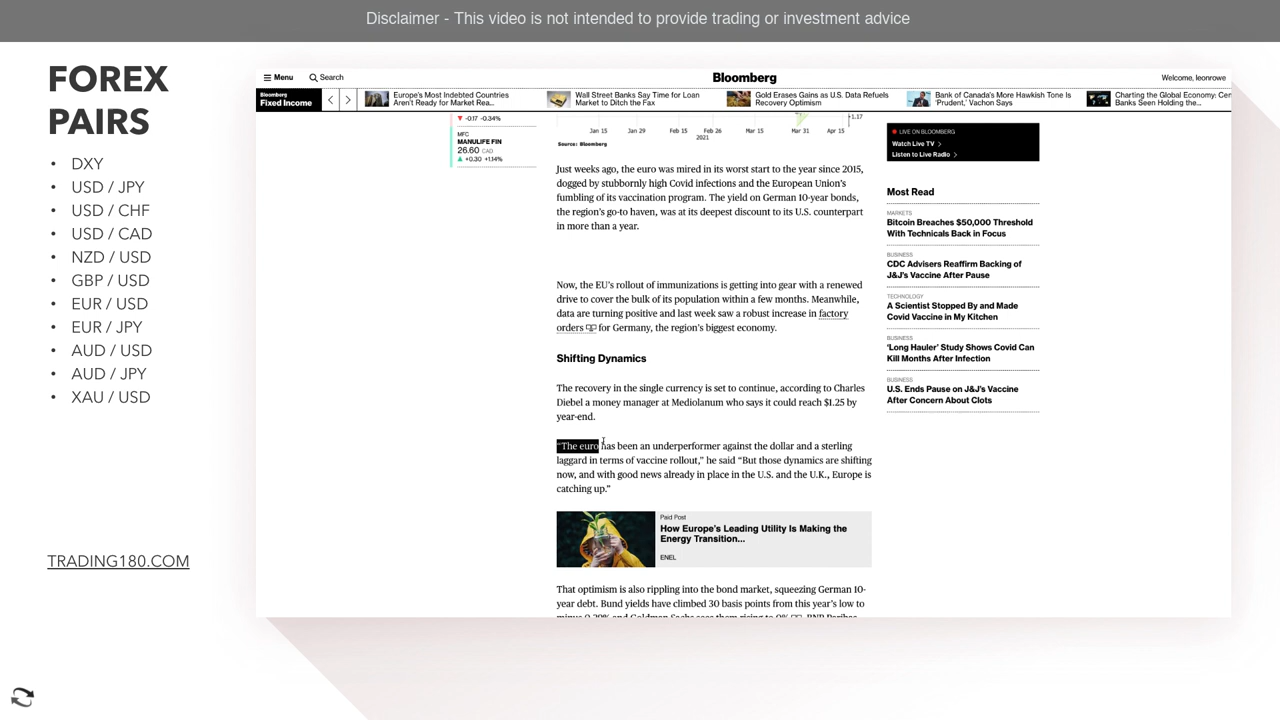 Disclaimer - This video is not intended to provide trading or investment advice
FOREX
PAIRS
• DXY
• USD / JPY
• USD / CHF
• USD / CAD
• NZD / USD
• GBP / USD
• EUR / USD
• EUR / JPY
• AUD / USD
• AUD / JPY
• XAU / USD
TRADING180.COM
Menu
Search
Bloomberg
Welcome, leonrowe
Bloomberg
Fixed Income
Europe's Most Indebted Countries
Aren't Ready for Market Rea...
Wall Street Banks Say Time for Loan
Market to Ditch the Fax
Gold Erases Gains as U.S. Data Refuels
Recovery Optimism
Bank of Canada's More Hawkish Tone Is
'Prudent,' Vachon Says
Charting the Global Economy: Cen
Banks Seen Holding the...
-0.17 -0.34%
MFC
MANULIFE FIN
26.60 CAD
+0.30 +1.14%
1.17
Jan 15 Jan 29 Feb 15 Feb 26 Mar 15 Mar 31 Apr 15
2021
Source: Bloomberg
Just weeks ago, the euro was mired in its worst start to the year since 2015,
dogged by stubbornly high Covid infections and the European Union's
fumbling of its vaccination program. The yield on German 10-year bonds,
the region's go-to haven, was at its deepest discount to its U.S. counterpart
in more than a year.
Now, the EU's rollout of immunizations is getting into gear with a renewed
drive to cover the bulk of its population within a few months. Meanwhile,
data are turning positive and last week saw a robust increase in factory
orders for Germany, the region's biggest economy.
Shifting Dynamics
The recovery in the single currency is set to continue, according to Charles
Diebel a money manager at Mediolanum who says it could reach $1.25 by
year-end.
"The euro has been an underperformer against the dollar and a sterling
laggard in terms of vaccine rollout," he said "But those dynamics are shifting
now, and with good news already in place in the U.S. and the U.K., Europe is
catching up."
Paid Post
How Europe's Leading Utility Is Making the
Energy Transition...
ENEL
That optimism is also rippling into the bond market, squeezing German 10-
year debt. Bund yields have climbed 30 basis points from this year's low to
LIVE ON BLOOMBERG
Watch Live TV
Listen to Live Radio
Most Read
MARKETS
Bitcoin Breaches $50,000 Threshold
With Technicals Back in Focus
BUSINESS
CDC Advisers Reaffirm Backing of
J&J's Vaccine After Pause
TECHNOLOGY
A Scientist Stopped By and Made
Covid Vaccine in My Kitchen
BUSINESS
'Long Hauler' Study Shows Covid Can
Kill Months After Infection
BUSINESS
U.S. Ends Pause on J&J's Vaccine
After Concern About Clots